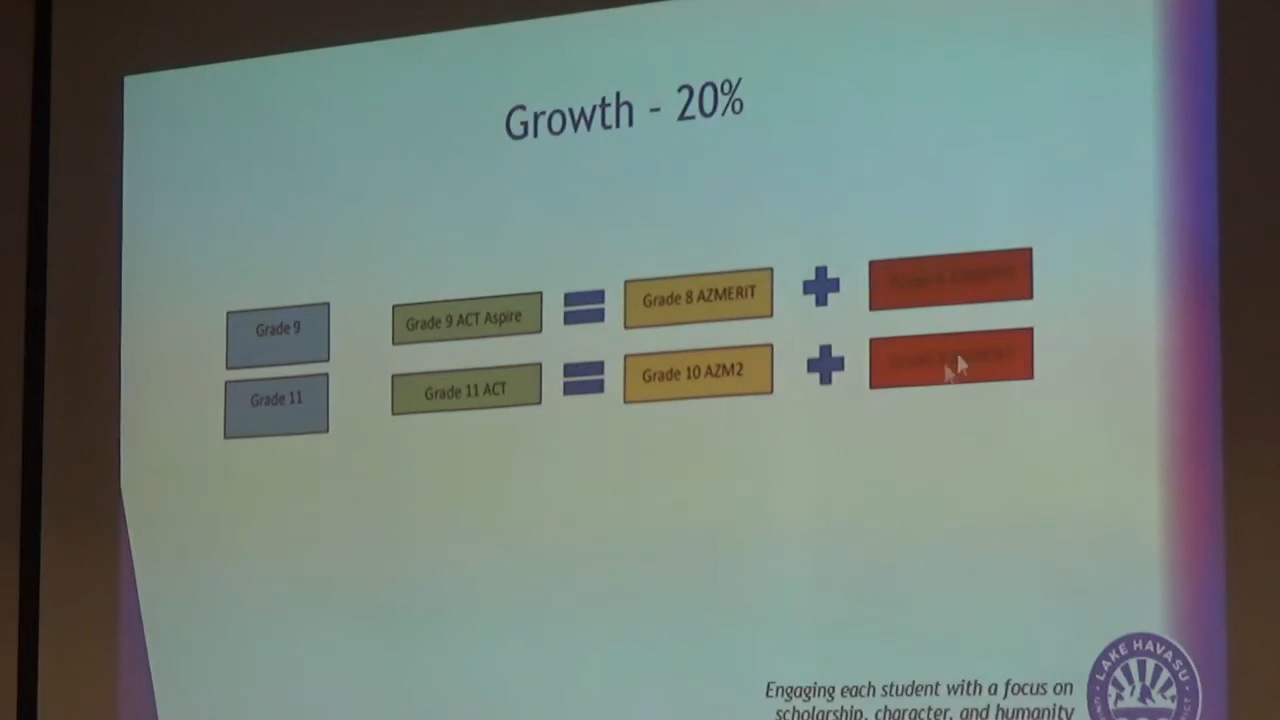 Growth - 20%
Grade 9
Grade 9 ACT Aspire
Grade 8 AZMERIT
Grade 11
Grade 11 ACT
Grade 10 AZM2
Engaging each student with a focus on
scholarship, character, and humanity
LAKE HAVASU